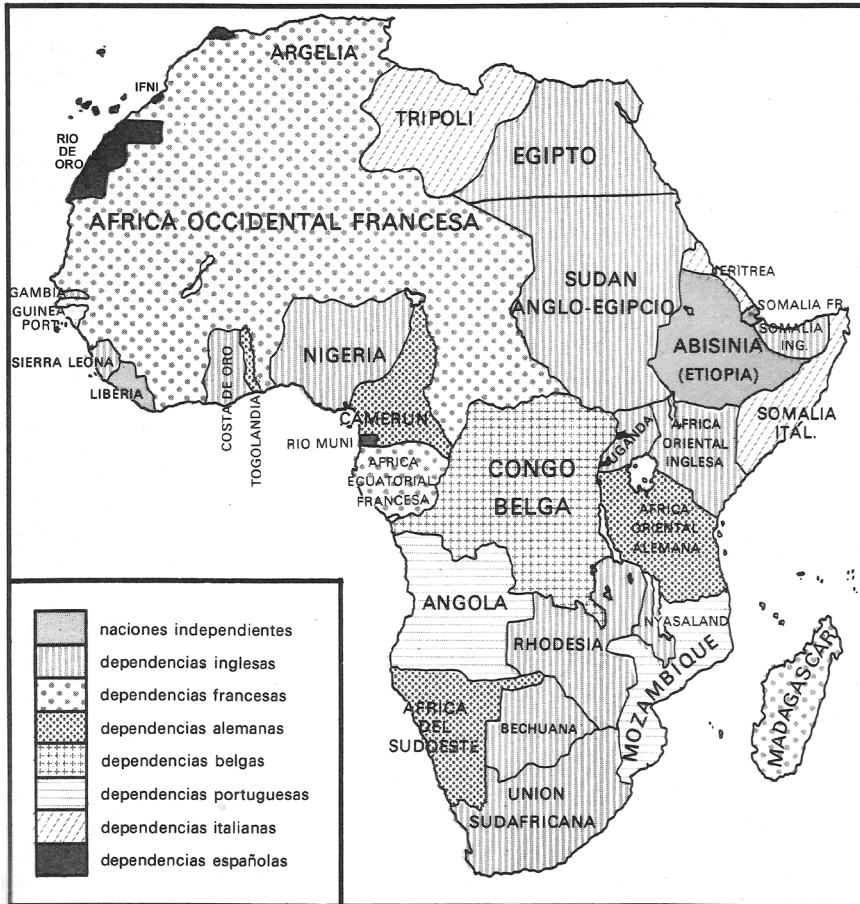 ARGELIA
IFNI
RIO
DE
ORO
TRIPOLI
EGIPTO
AFRICA OCCIDENTAL FRANCESA
SUDAN
ANGLO-EGIPCIO
ERITREA
SOMALIA FR.
SOMALIA
ING.
ABISINIA
(ETIOPIA)
SOMALIA
ITAL.
GAMBIA
GUINEA
PORT.
SIERRA LEONA
LIBERIA
COSTA DE ORO
TOGOLANDIA
NIGERIA
CAMERUN
RIO MUNI
AFRICA
ECUATORIAL
FRANCESA
CONGO
BELGA
UGANDA
AFRICA
ORIENTAL
INGLESA
AFRICA
ORIENTAL
ALEMANA
ANGOLA
RHODESIA
NYASALAND
MOZAMBIQUE
MADAGASCAR
AFRICA
DEL
SUDOESTE
BECHUANA
UNION
SUDAFRICANA
naciones independientes
dependencias inglesas
dependencias francesas
dependencias alemanas
dependencias belgas
dependencias portuguesas
dependencias italianas
dependencias españolas